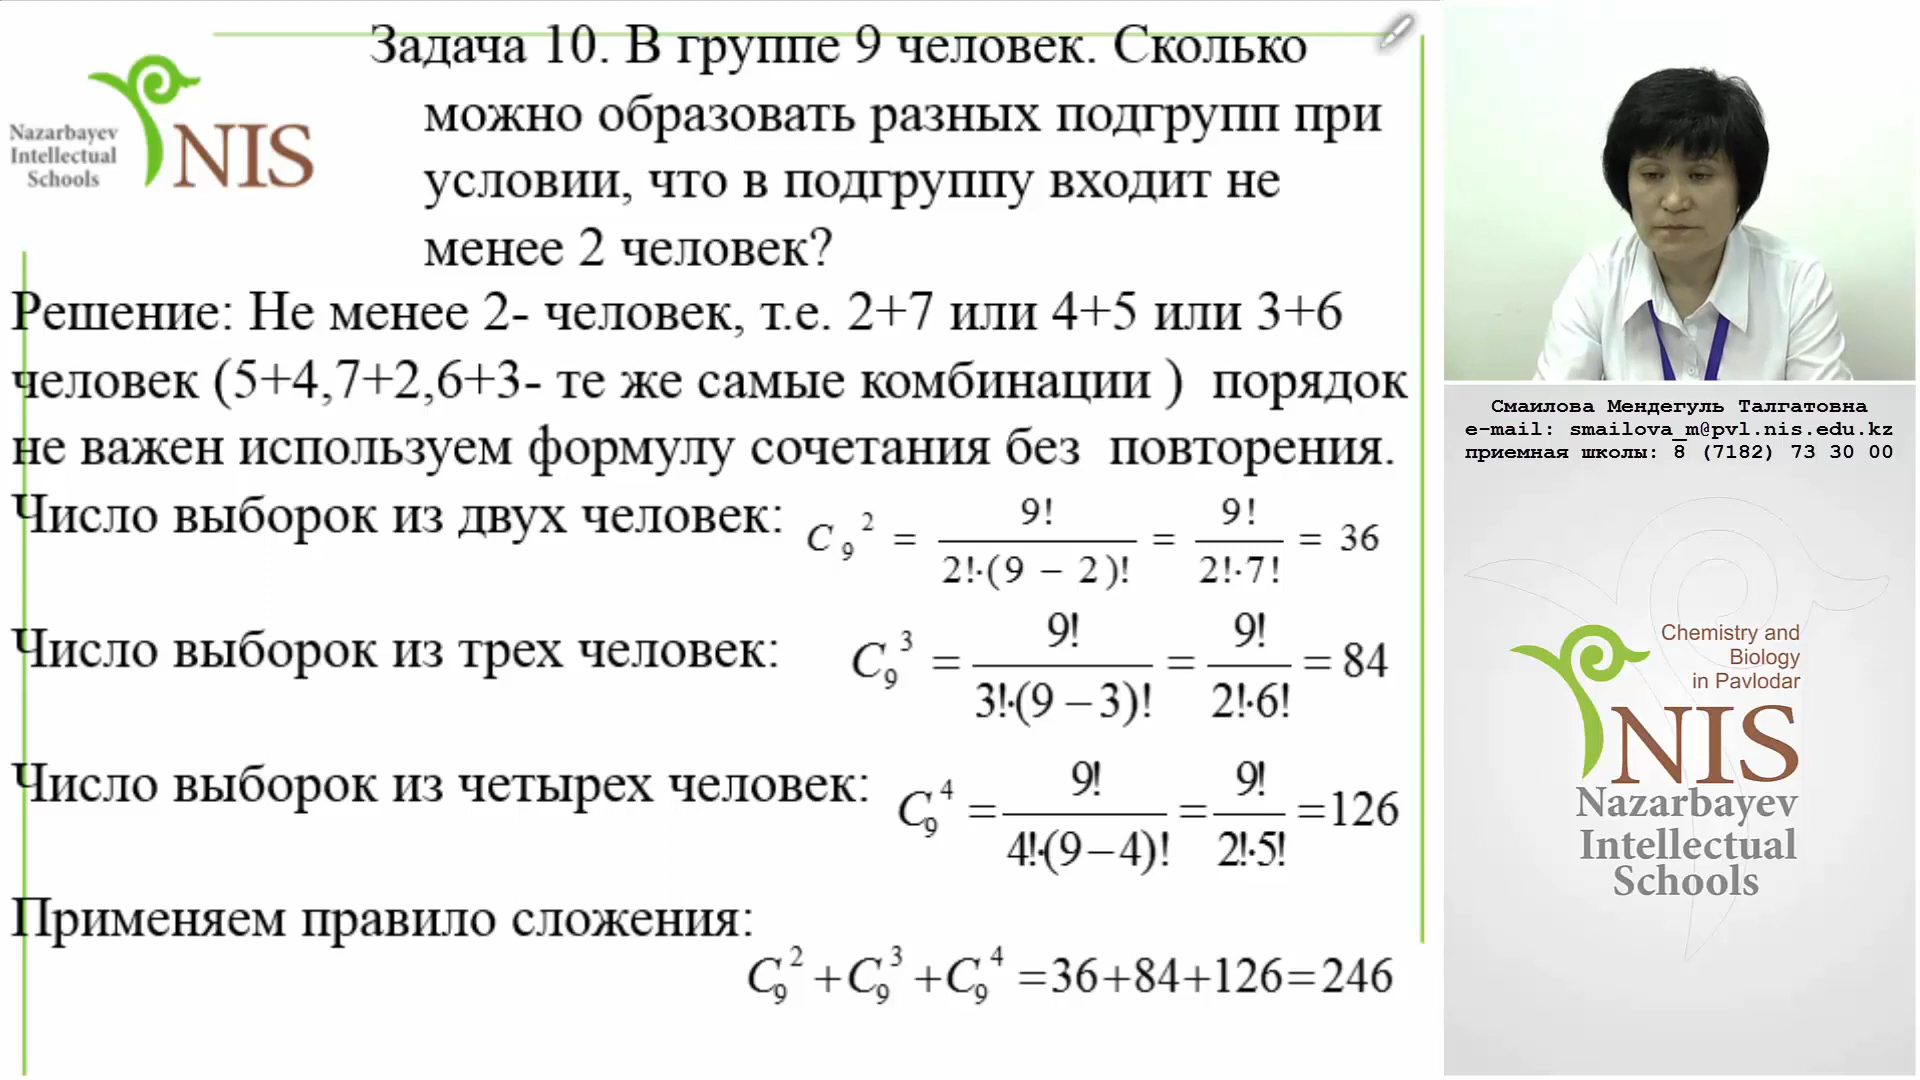 Задача 10. В группе 9 человек. Сколько
можно образовать разных подгрупп при
условии, что в подгруппу входит не
менее 2 человек?
Nazarbayev
Intellectual
Schools
NIS
Решение: Не менее 2- человек, т.е. 2+7 или 4+5 или 3+6
человек (5+4,7+2,6+3- те же самые комбинации )  порядок
не важен используем формулу сочетания без  повторения.
Число выборок из двух человек: C₉² = 9! / (2!·(9 − 2)!) = 9! / (2!·7!) = 36
Число выборок из трех человек: C₉³ = 9! / (3!·(9 − 3)!) = 9! / (2!·6!) = 84
Число выборок из четырех человек: C₉⁴ = 9! / (4!·(9 − 4)!) = 9! / (2!·5!) = 126
Применяем правило сложения:
C₉² + C₉³ + C₉⁴ = 36+84+126=246
Смаилова Мендегуль Талгатовна
e-mail: smailova_m@pvl.nis.edu.kz
приемная школы: 8 (7182) 73 30 00
Chemistry and
Biology
in Pavlodar
NIS
Nazarbayev
Intellectual
Schools